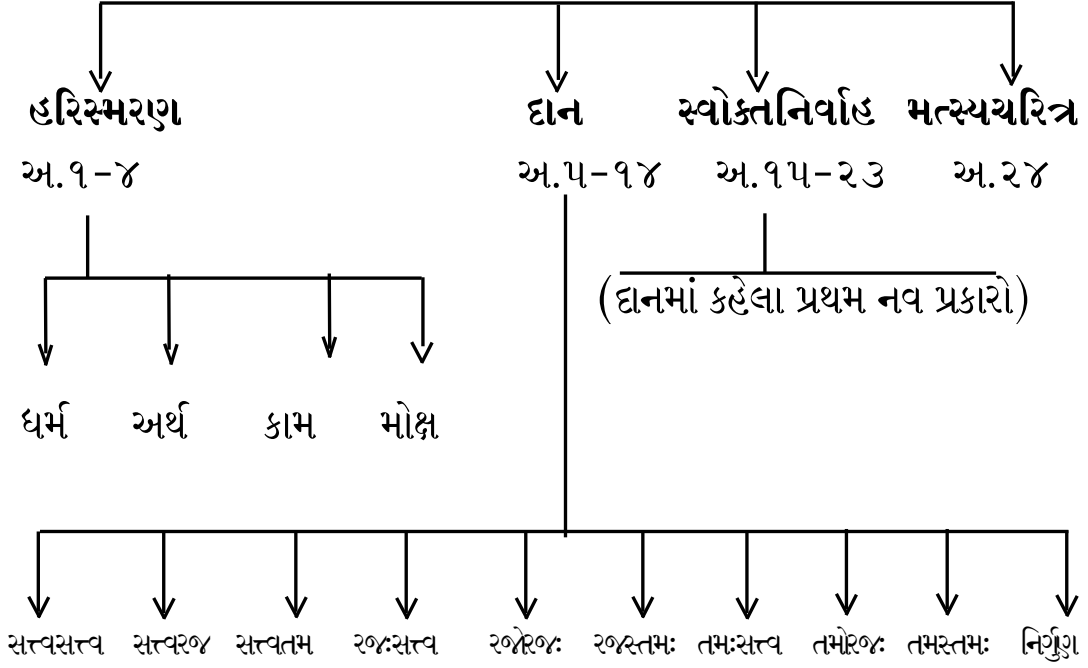 હરિસ્મરણ દાન સ્વોક્તનિર્વાહ મત્સ્યચરિત્ર
અ.૧-૪ અ.૫-૧૪ અ.૧૫-૨૩ અ.૨૪
(દાનમાં કહેલા પ્રથમ નવ પ્રકારો)
ધર્મ અર્થ કામ મોક્ષ
સત્ત્વસત્ત્વ સત્ત્વરજ સત્ત્વતમ રજઃસત્ત્વ રજોરજઃ રજસ્તમઃ તમઃસત્ત્વ તમોરજઃ તમસ્તમઃ નિર્ગુણ